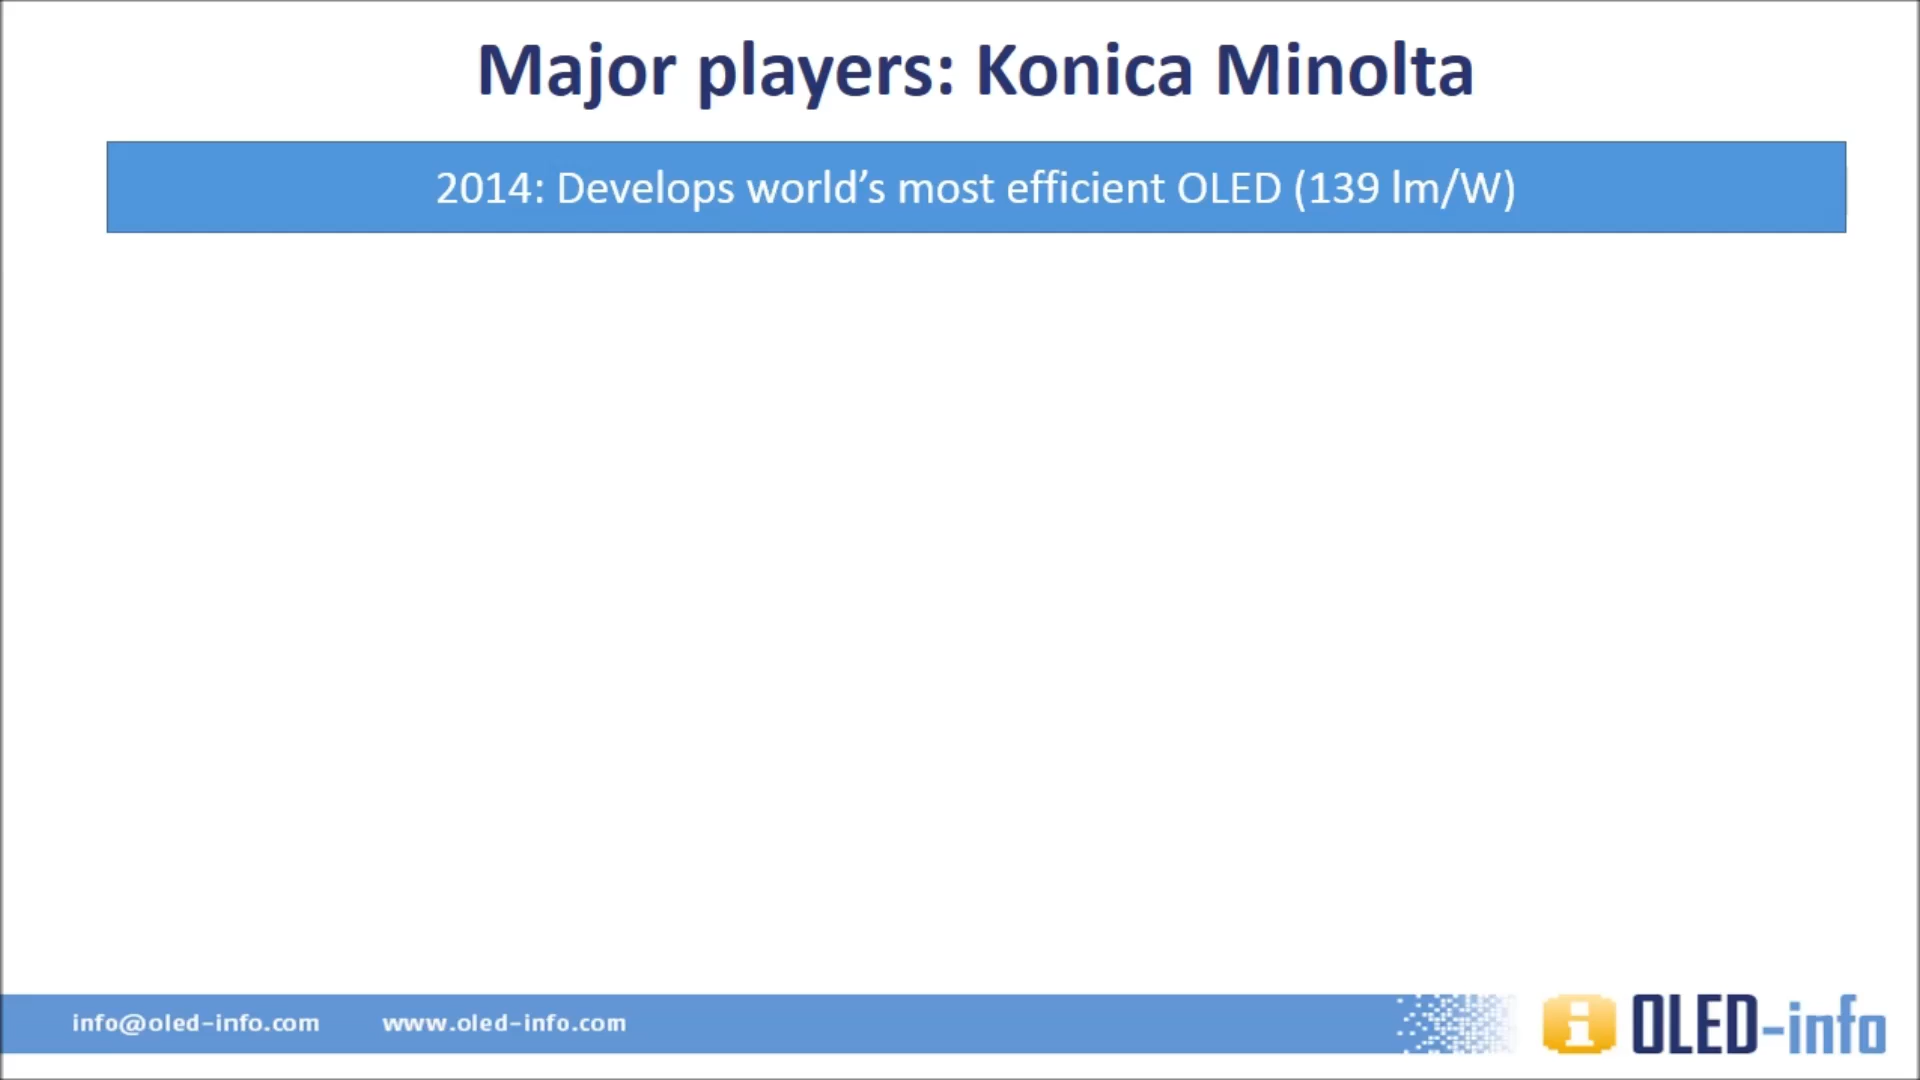 Major players: Konica Minolta
2014: Develops world’s most efficient OLED (139 lm/W)
info@oled-info.com www.oled-info.com
i OLED-info